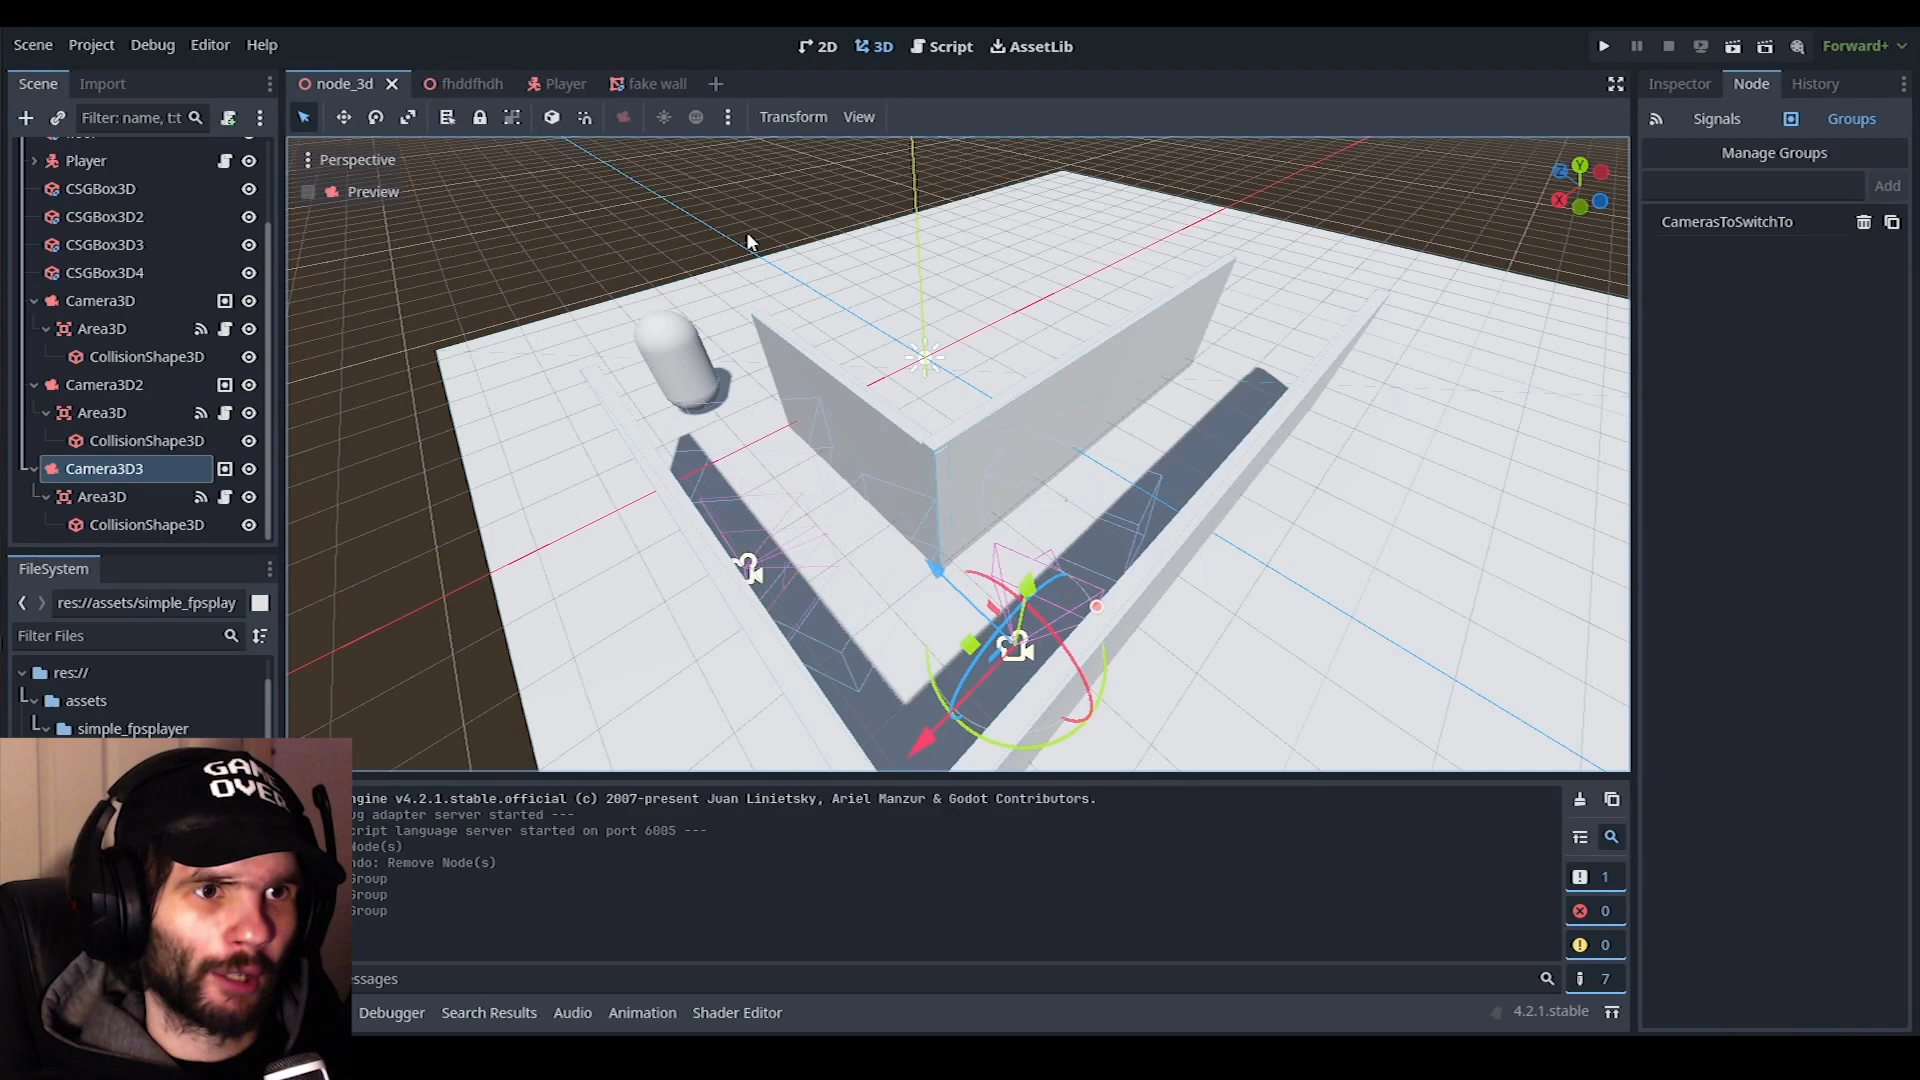 Scene Project Debug Editor Help
2D 3D Script AssetLib
Forward+
Scene Import
node_3d fhddfhdh Player fake wall
Inspector Node History
Filter: name, t:t
Transform View
Signals Groups
Manage Groups
Add
CamerasToSwitchTo
Perspective
Preview
Y
Z
X
Player
CSGBox3D
CSGBox3D2
CSGBox3D3
CSGBox3D4
Camera3D
Area3D
CollisionShape3D
Camera3D2
Area3D
CollisionShape3D
Camera3D3
Area3D
CollisionShape3D
FileSystem
res://assets/simple_fpsplay
Filter Files
res://
assets
simple_fpsplayer
GAME
OVER
ngine v4.2.1.stable.official (c) 2007-present Juan Linietsky, Ariel Manzur & Godot Contributors.
ug adapter server started ---
cript language server started on port 6005 ---
Node(s)
ndo: Remove Node(s)
Group
Group
Group
1
0
0
7
essages
Debugger Search Results Audio Animation Shader Editor
4.2.1.stable